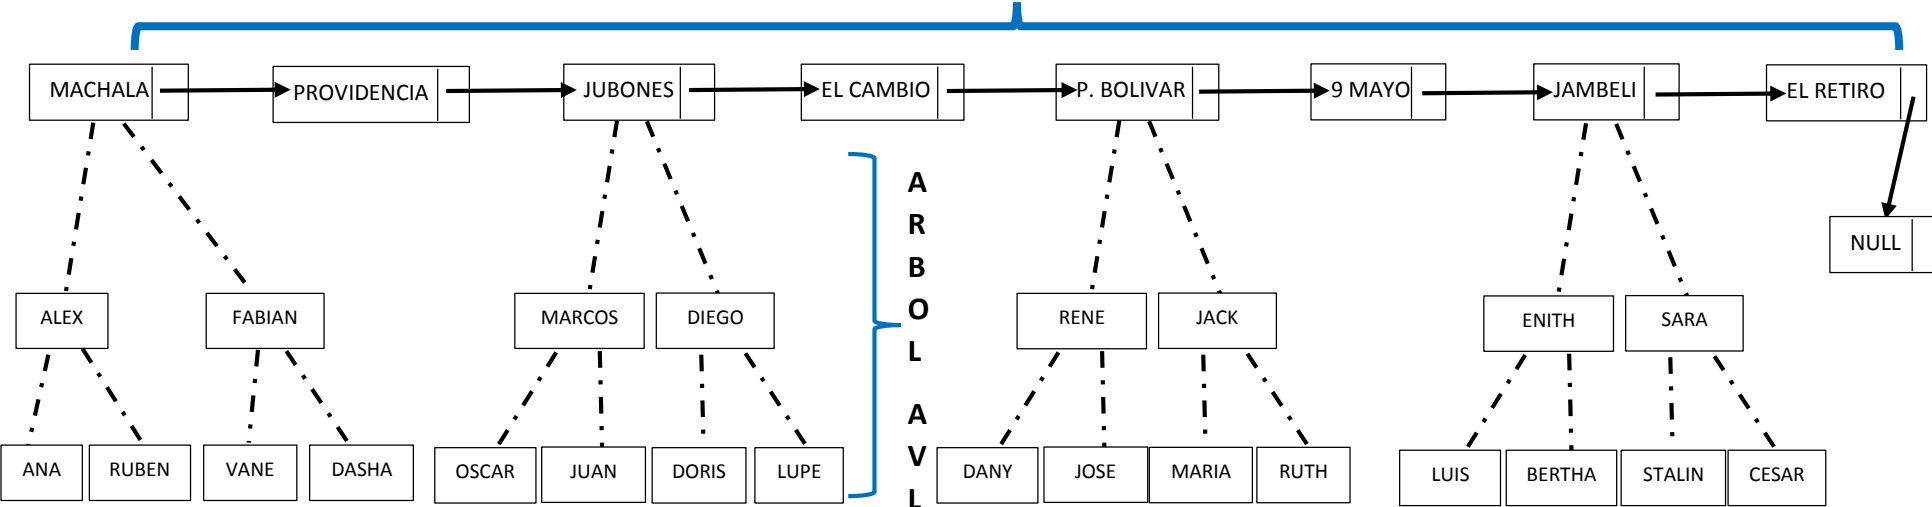 MACHALA PROVIDENCIA JUBONES EL CAMBIO P. BOLIVAR 9 MAYO JAMBELI EL RETIRO
NULL
ALEX FABIAN MARCOS DIEGO RENE JACK ENITH SARA
ANA RUBEN VANE DASHA OSCAR JUAN DORIS LUPE DANY JOSE MARIA RUTH LUIS BERTHA STALIN CESAR
A
R
B
O
L
A
V
L